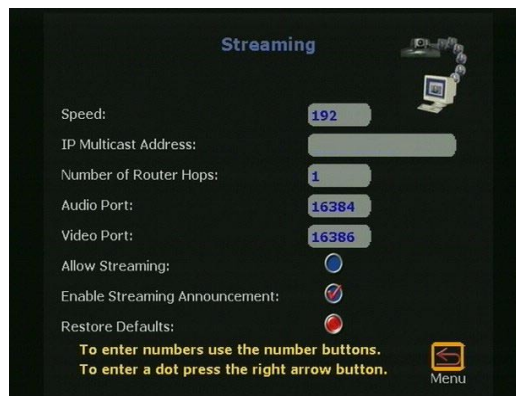 Streaming
Speed: 192
IP Multicast Address:
Number of Router Hops: 1
Audio Port: 16384
Video Port: 16386
Allow Streaming:
Enable Streaming Announcement:
Restore Defaults:
To enter numbers use the number buttons.
To enter a dot press the right arrow button.
Menu